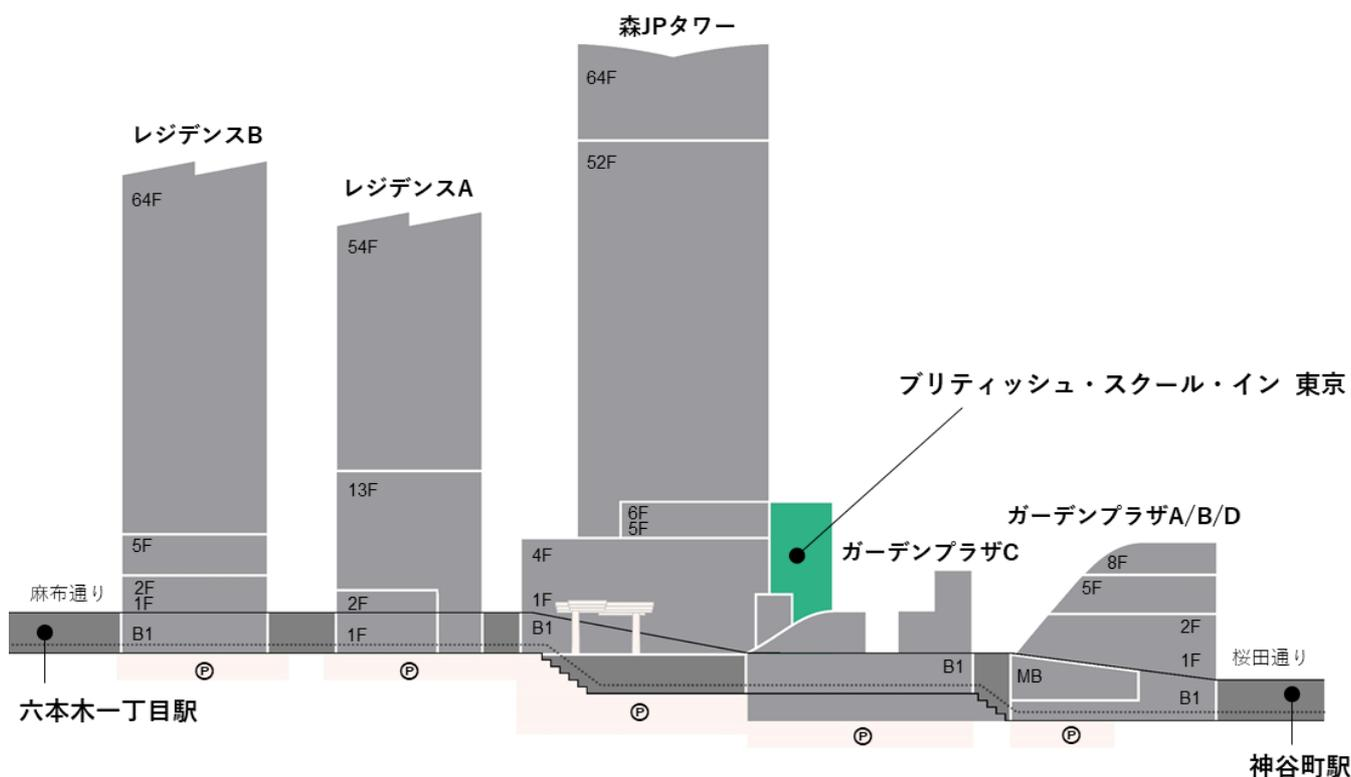 森JPタワー
64F
52F
6F
5F
4F
1F
B1
レジデンスB
64F
5F
2F
1F
B1
レジデンスA
54F
13F
2F
1F
ブリティッシュ・スクール・イン 東京
ガーデンプラザC
B1
ガーデンプラザA/B/D
8F
5F
2F
1F
MB
B1
麻布通り
桜田通り
P
P
P
P
P
六本木一丁目駅
神谷町駅